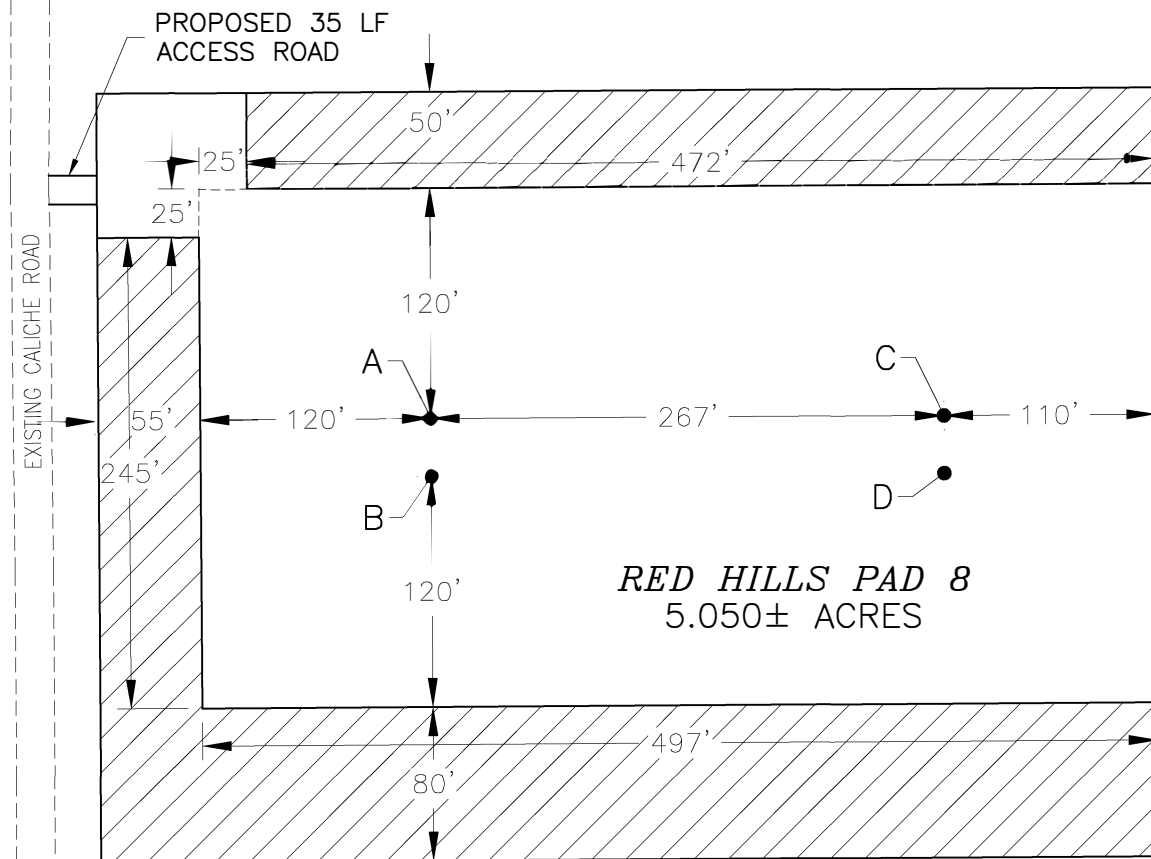 PROPOSED 35 LF
ACCESS ROAD
50'
25'
472'
25'
EXISTING CALICHE ROAD
120'
A
C
55'
120'
267'
110'
245'
B
D
120'
RED HILLS PAD 8
5.050± ACRES
497'
80'